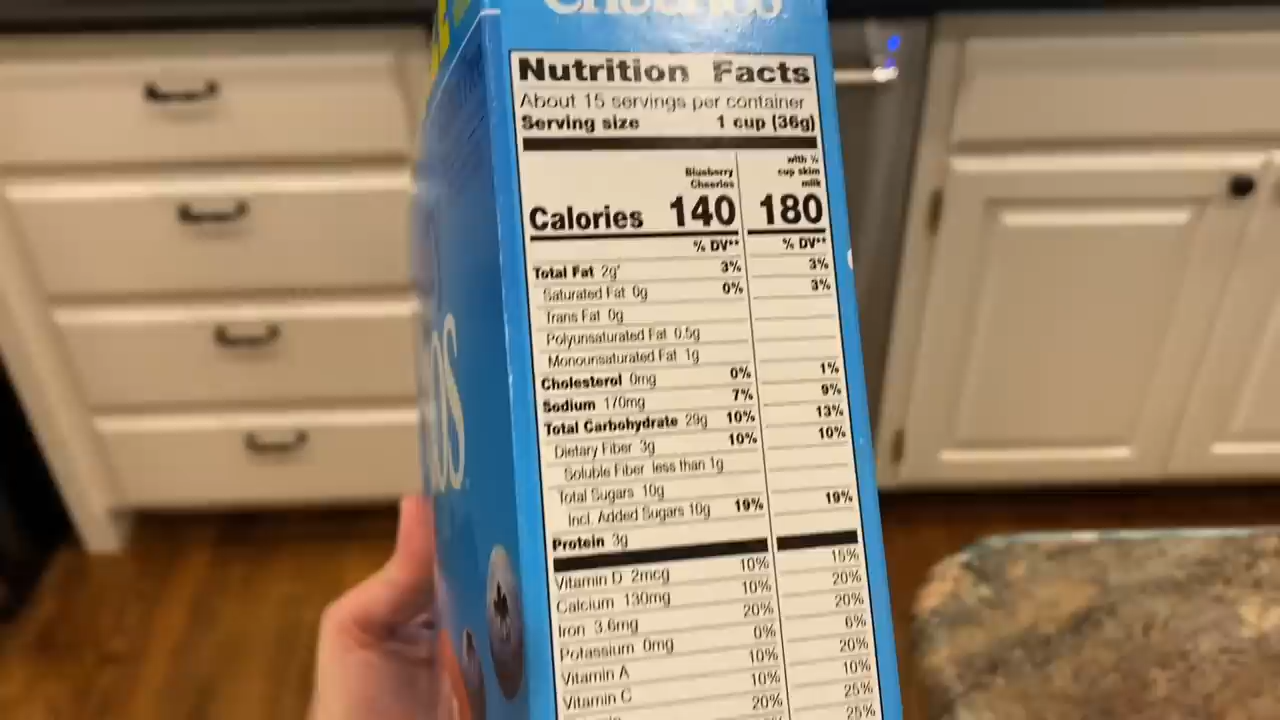 Cheerios
Nutrition Facts
About 15 servings per container
Serving size 1 cup (36g)
Blueberry Cheerios
with ½ cup skim milk
Calories 140 180
% DV** % DV**
Total Fat 2g* 3% 3%
Saturated Fat 0g 0% 3%
Trans Fat 0g
Polyunsaturated Fat 0.5g
Monounsaturated Fat 1g
Cholesterol 0mg 0% 1%
Sodium 170mg 7% 9%
Total Carbohydrate 29g 10% 13%
Dietary Fiber 3g 10% 10%
Soluble Fiber less than 1g
Total Sugars 10g
Incl. Added Sugars 10g 19% 19%
Protein 3g
Vitamin D 2mcg 10% 15%
Calcium 130mg 10% 20%
Iron 3.6mg 20% 20%
Potassium 0mg 0% 6%
Vitamin A 10% 20%
Vitamin C 10% 10%
20% 25%
25%